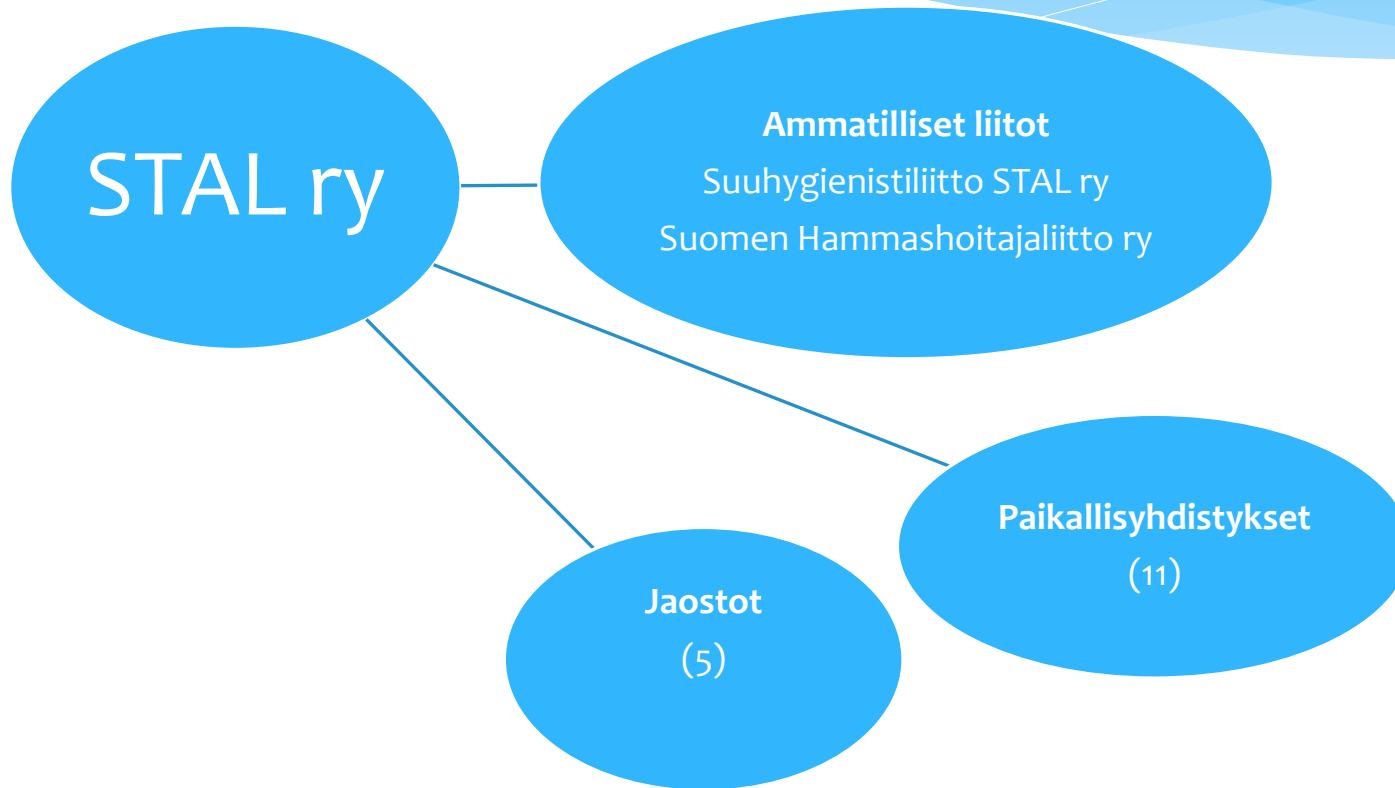 STAL ry
Ammatilliset liitot
Suuhygienistiliitto STAL ry
Suomen Hammashoitajaliitto ry
Paikallisyhdistykset
(11)
Jaostot
(5)